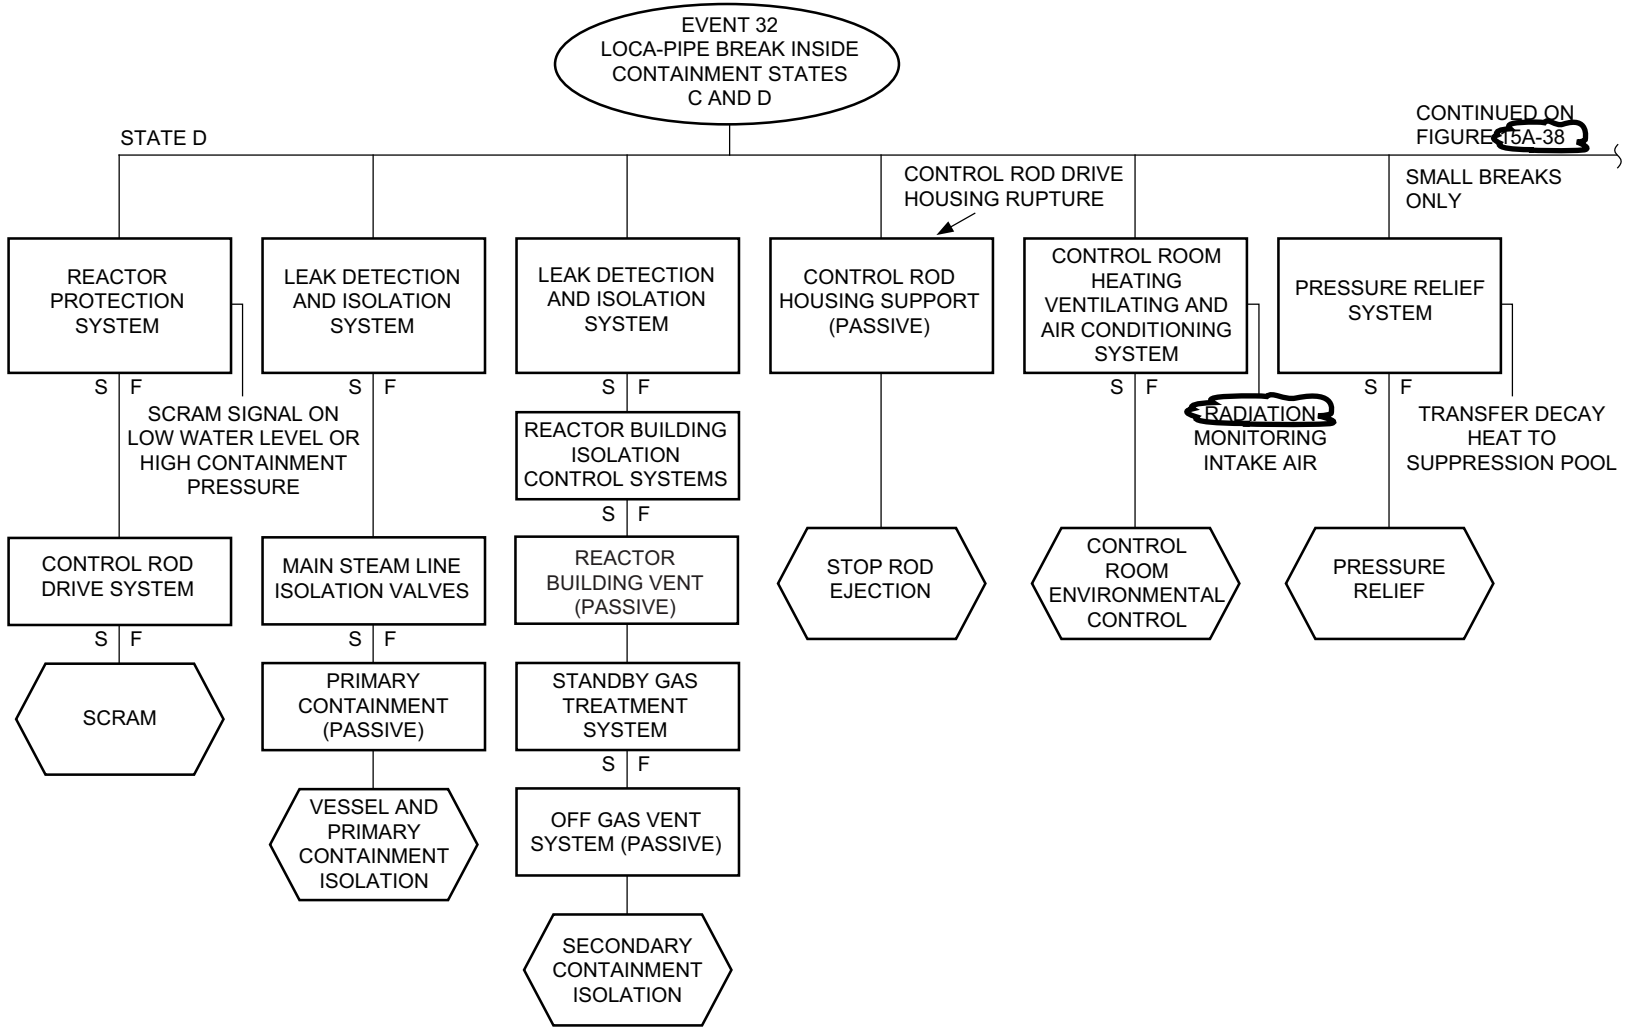 EVENT 32
LOCA-PIPE BREAK INSIDE
CONTAINMENT STATES
C AND D
CONTINUED ON
FIGURE 15A-38
STATE D
CONTROL ROD DRIVE
HOUSING RUPTURE
SMALL BREAKS
ONLY
REACTOR
PROTECTION
SYSTEM
LEAK DETECTION
AND ISOLATION
SYSTEM
LEAK DETECTION
AND ISOLATION
SYSTEM
CONTROL ROD
HOUSING SUPPORT
(PASSIVE)
CONTROL ROOM
HEATING
VENTILATING AND
AIR CONDITIONING
SYSTEM
PRESSURE RELIEF
SYSTEM
S F
S F
S F
S F
S F
SCRAM SIGNAL ON
LOW WATER LEVEL OR
HIGH CONTAINMENT
PRESSURE
REACTOR BUILDING
ISOLATION
CONTROL SYSTEMS
RADIATION
MONITORING
INTAKE AIR
TRANSFER DECAY
HEAT TO
SUPPRESSION POOL
S F
CONTROL ROD
DRIVE SYSTEM
MAIN STEAM LINE
ISOLATION VALVES
REACTOR
BUILDING VENT
(PASSIVE)
STOP ROD
EJECTION
CONTROL
ROOM
ENVIRONMENTAL
CONTROL
PRESSURE
RELIEF
S F
S F
SCRAM
PRIMARY
CONTAINMENT
(PASSIVE)
STANDBY GAS
TREATMENT
SYSTEM
S F
VESSEL AND
PRIMARY
CONTAINMENT
ISOLATION
OFF GAS VENT
SYSTEM (PASSIVE)
SECONDARY
CONTAINMENT
ISOLATION